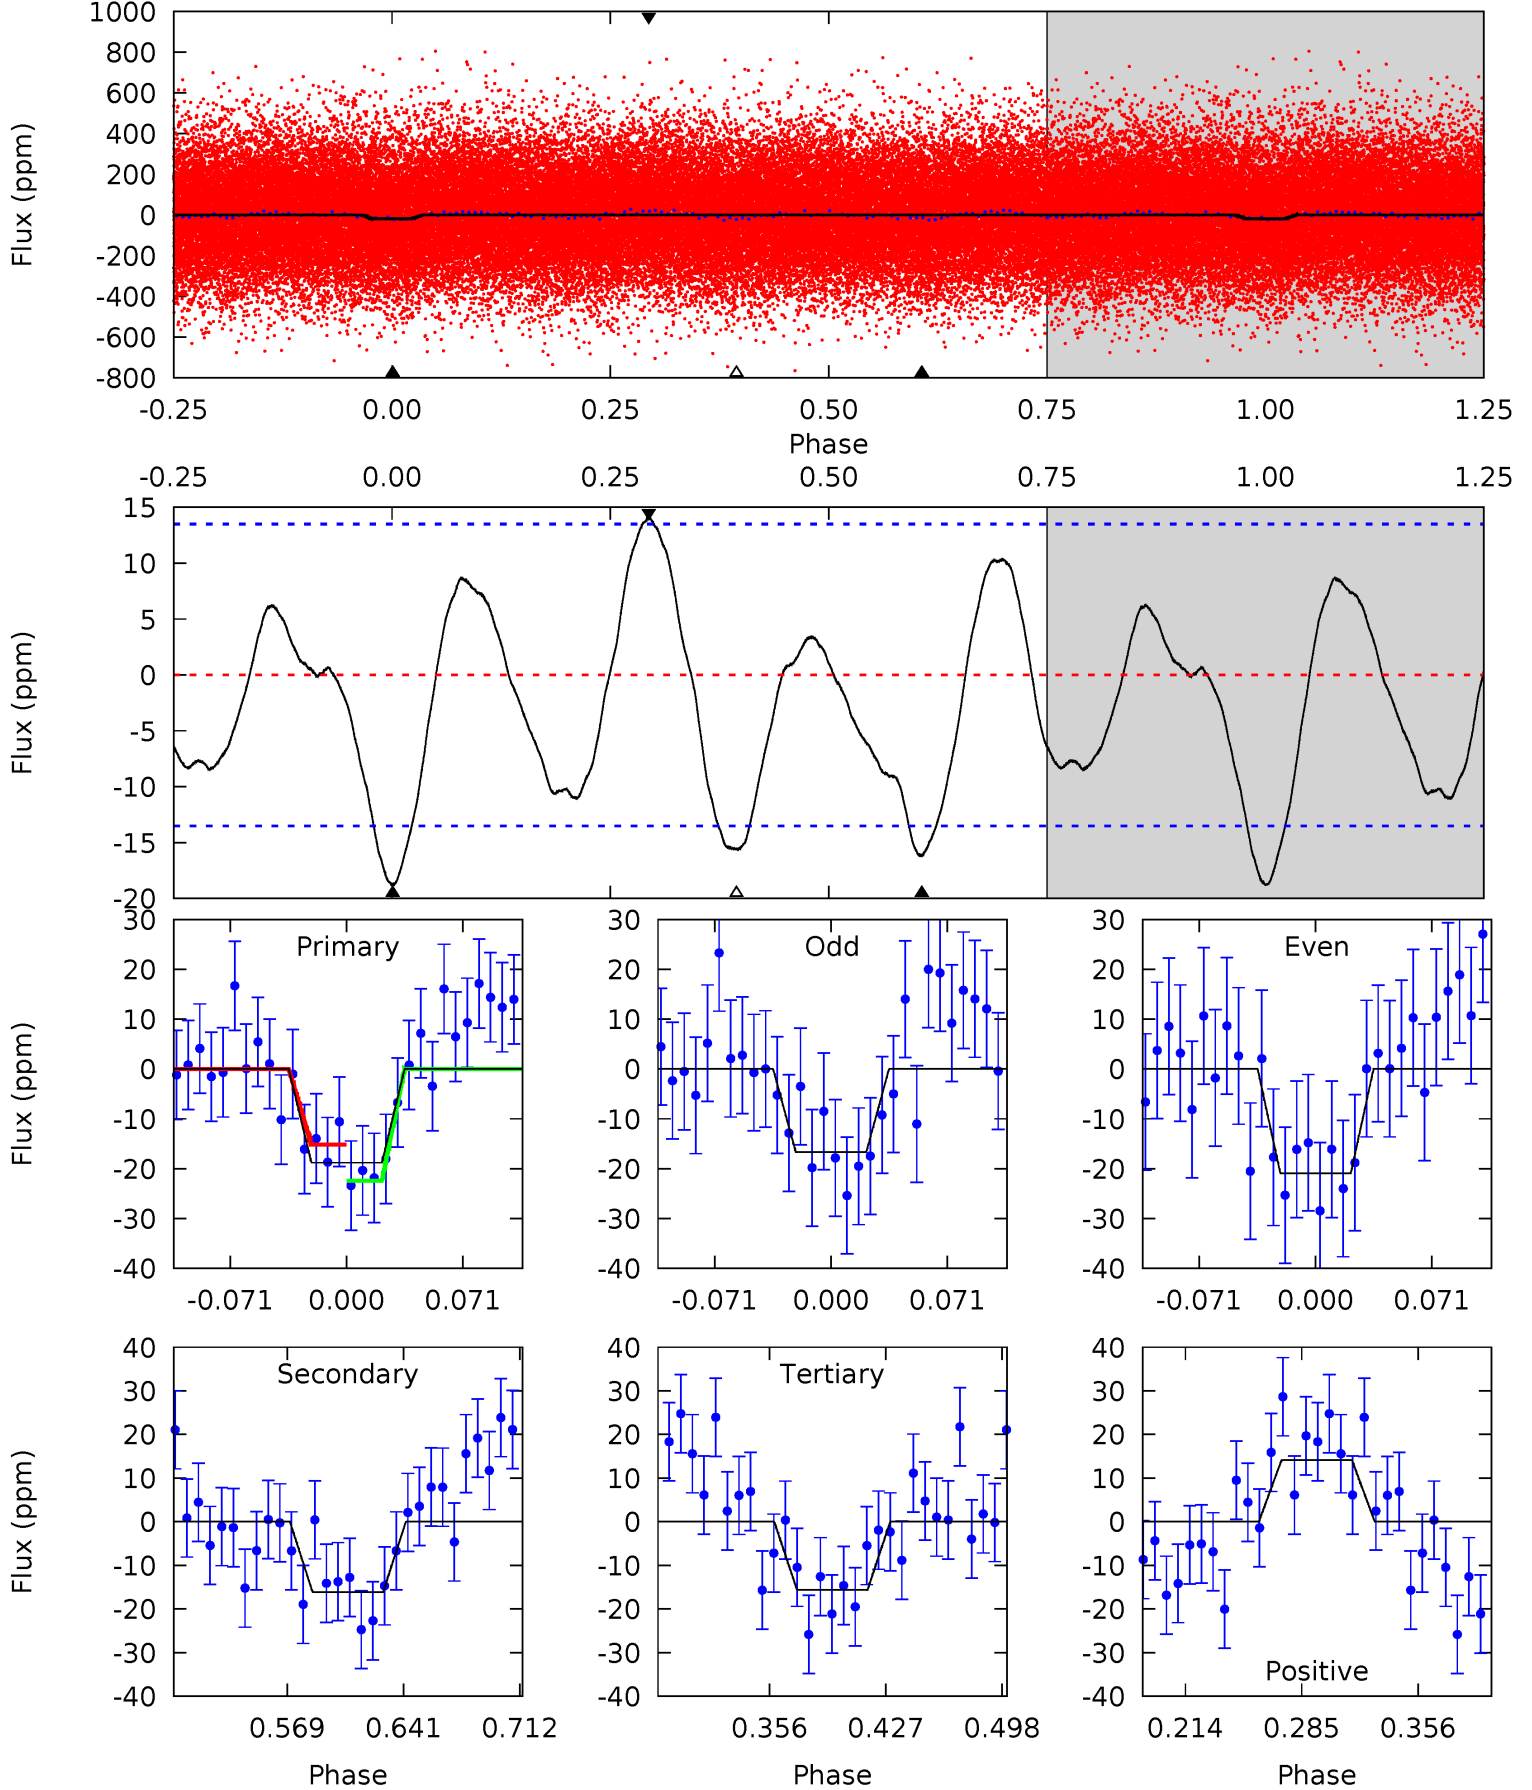 1000
800
600
400
200
0
-200
-400
-600
-800
Flux (ppm)
-0.25 0.00 0.25 0.50 0.75 1.00 1.25
Phase
-0.25 0.00 0.25 0.50 0.75 1.00 1.25
15
10
5
0
-5
-10
-15
-20
Flux (ppm)
Primary Odd Even
30 30 30
20 20 20
10 10 10
0 0 0
-10 -10 -10
-20 -20 -20
-30 -30 -30
-40 -40 -40
Flux (ppm)
-0.071 0.000 0.071 -0.071 0.000 0.071 -0.071 0.000 0.071
40 40 40
Secondary Tertiary
30 30 30
20 20 20
10 10 10
0 0 0
-10 -10 -10
-20 -20 -20
-30 -30 -30
Positive
-40 -40 -40
Flux (ppm)
0.569 0.641 0.712 0.356 0.427 0.498 0.214 0.285 0.356
Phase Phase Phase